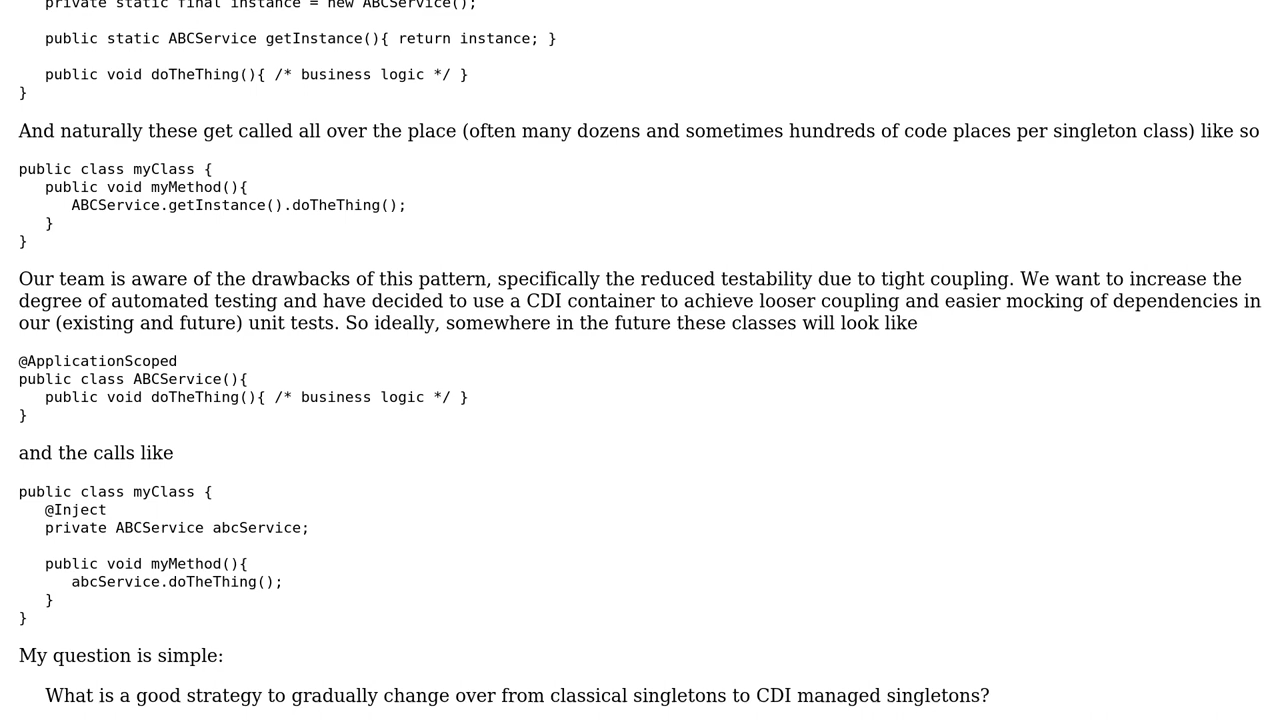 private static final instance = new ABCService();
public static ABCService getInstance(){ return instance; }
public void doTheThing(){ /* business logic */ }
}
And naturally these get called all over the place (often many dozens and sometimes hundreds of code places per singleton class) like so
public class myClass {
public void myMethod(){
ABCService.getInstance().doTheThing();
}
}
Our team is aware of the drawbacks of this pattern, specifically the reduced testability due to tight coupling. We want to increase the
degree of automated testing and have decided to use a CDI container to achieve looser coupling and easier mocking of dependencies in
our (existing and future) unit tests. So ideally, somewhere in the future these classes will look like
@ApplicationScoped
public class ABCService(){
public void doTheThing(){ /* business logic */ }
}
and the calls like
public class myClass {
@Inject
private ABCService abcService;
public void myMethod(){
abcService.doTheThing();
}
}
My question is simple:
What is a good strategy to gradually change over from classical singletons to CDI managed singletons?